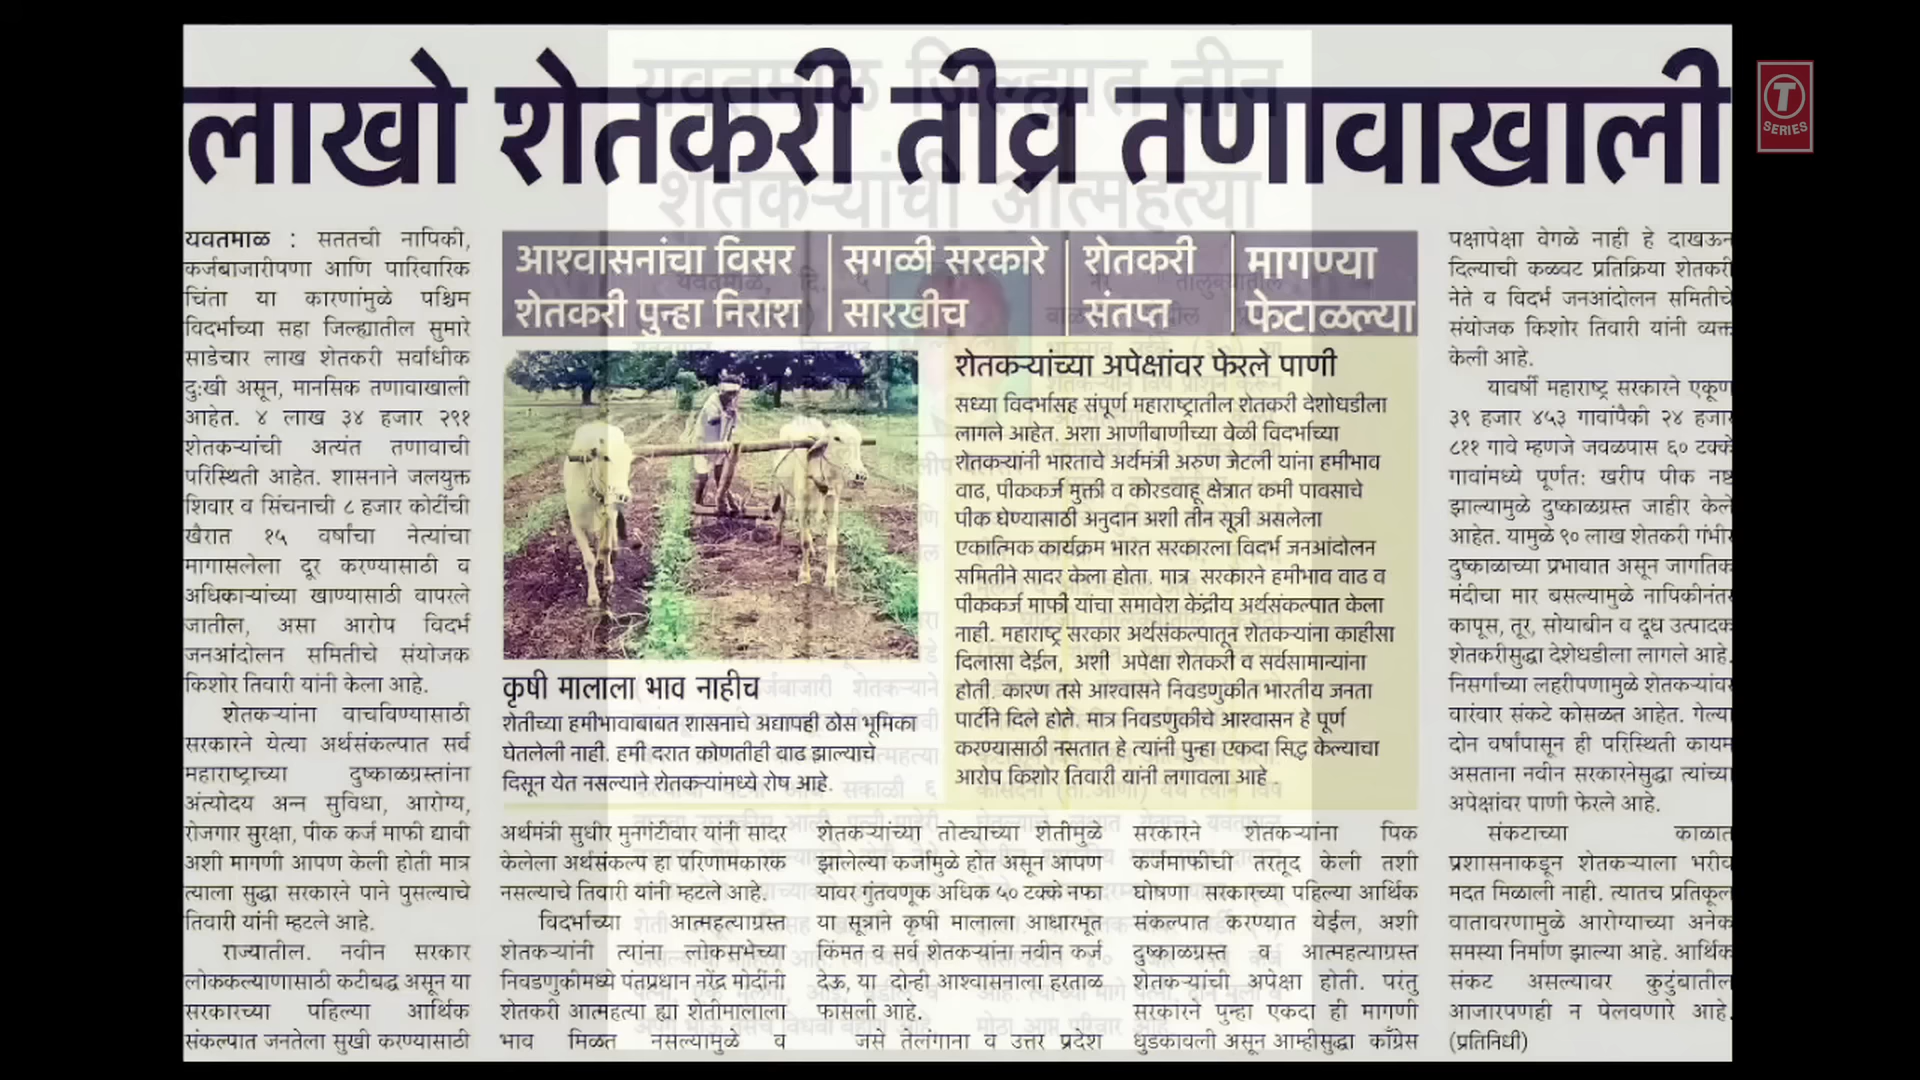 लाखो शेतकरी तीव्र तणावाखाली
T
SERIES
यवतमाळ जिल्ह्यात तीन
शेतकऱ्यांची आत्महत्या
यवतमाळ : सततची नापिकी,
कर्जबाजारीपणा आणि पारिवारिक
चिंता या कारणांमुळे पश्चिम
विदर्भाच्या सहा जिल्ह्यातील सुमारे
साडेचार लाख शेतकरी सर्वाधीक
दु:खी असून, मानसिक तणावाखाली
आहेत. ४ लाख ३४ हजार २९१
शेतकऱ्यांची अत्यंत तणावाची
परिस्थिती आहेत. शासनाने जलयुक्त
शिवार व सिंचनाची ८ हजार कोटींची
खैरात १५ वर्षांचा नेत्यांचा
मागासलेला दूर करण्यासाठी व
अधिकाऱ्यांच्या खाण्यासाठी वापरले
जातील, असा आरोप विदर्भ
जनआंदोलन समितीचे संयोजक
किशोर तिवारी यांनी केला आहे.
शेतकऱ्यांना वाचविण्यासाठी
सरकारने येत्या अर्थसंकल्पात सर्व
महाराष्ट्राच्या दुष्काळग्रस्तांना
अंत्योदय अन्न सुविधा, आरोग्य,
रोजगार सुरक्षा, पीक कर्ज माफी द्यावी
अशी मागणी आपण केली होती मात्र
त्याला सुद्धा सरकारने पाने पुसल्याचे
तिवारी यांनी म्हटले आहे.
राज्यातील. नवीन सरकार
लोककल्याणासाठी कटीबद्ध असून या
सरकारच्या पहिल्या आर्थिक
संकल्पात जनतेला सुखी करण्यासाठी
आश्वासनांचा विसर
शेतकरी पुन्हा निराश
सगळी सरकारे
सारखीच
शेतकरी
संतप्त
मागण्या
फेटाळल्या
कृषी मालाला भाव नाहीच
शेतीच्या हमीभावाबाबत शासनाचे अद्यापही ठोस भूमिका
घेतलेली नाही. हमी दरात कोणतीही वाढ झाल्याचे
दिसून येत नसल्याने शेतकऱ्यांमध्ये रोष आहे.
शेतकऱ्यांच्या अपेक्षांवर फेरले पाणी
सध्या विदर्भासह संपूर्ण महाराष्ट्रातील शेतकरी देशोधडीला
लागले आहेत. अशा आणीबाणीच्या वेळी विदर्भाच्या
शेतकऱ्यांनी भारताचे अर्थमंत्री अरुण जेटली यांना हमीभाव
वाढ, पीककर्ज मुक्ती व कोरडवाहू क्षेत्रात कमी पावसाचे
पीक घेण्यासाठी अनुदान अशी तीन सूत्री असलेला
एकात्मिक कार्यक्रम भारत सरकारला विदर्भ जनआंदोलन
समितीने सादर केला होता. मात्र सरकारने हमीभाव वाढ व
पीककर्ज माफी यांचा समावेश केंद्रीय अर्थसंकल्पात केला
नाही. महाराष्ट्र सरकार अर्थसंकल्पातून शेतकऱ्यांना काहीसा
दिलासा देईल, अशी अपेक्षा शेतकरी व सर्वसामान्यांना
होती. कारण तसे आश्वासने निवडणुकीत भारतीय जनता
पार्टीने दिले होते. मात्र निवडणुकीचे आश्वासन हे पूर्ण
करण्यासाठी नसतात हे त्यांनी पुन्हा एकदा सिद्ध केल्याचा
आरोप किशोर तिवारी यांनी लगावला आहे.
अर्थमंत्री सुधीर मुनगंटीवार यांनी सादर
केलेला अर्थसंकल्प हा परिणामकारक
नसल्याचे तिवारी यांनी म्हटले आहे.
विदर्भाच्या आत्महत्याग्रस्त
शेतकऱ्यांनी त्यांना लोकसभेच्या
निवडणुकीमध्ये पंतप्रधान नरेंद्र मोदींनी
शेतकरी आत्महत्या ह्या शेतीमालाला
भाव मिळत नसल्यामुळे व
शेतकऱ्यांच्या तोट्याच्या शेतीमुळे
झालेल्या कर्जामुळे होत असून आपण
यावर गुंतवणूक अधिक ५० टक्के नफा
या सूत्राने कृषी मालाला आधारभूत
किंमत व सर्व शेतकऱ्यांना नवीन कर्ज
देऊ, या दोन्ही आश्वासनाला हरताळ
फासली आहे.
जसे तेलंगाना व उत्तर प्रदेश
सरकारने शेतकऱ्यांना पिक
कर्जमाफीची तरतूद केली तशी
घोषणा सरकारच्या पहिल्या आर्थिक
संकल्पात करण्यात येईल, अशी
दुष्काळग्रस्त व आत्महत्याग्रस्त
शेतकऱ्यांची अपेक्षा होती. परंतु
सरकारने पुन्हा एकदा ही मागणी
धुडकावली असून आम्हीसुद्धा काँग्रेस
पक्षापेक्षा वेगळे नाही हे दाखऊन
दिल्याची कळवट प्रतिक्रिया शेतकरी
नेते व विदर्भ जनआंदोलन समितीचे
संयोजक किशोर तिवारी यांनी व्यक्त
केली आहे.
यावर्षी महाराष्ट्र सरकारने एकूण
३९ हजार ४५३ गावांपैकी २४ हजार
८११ गावे म्हणजे जवळपास ६० टक्के
गावांमध्ये पूर्णत: खरीप पीक नष्ट
झाल्यामुळे दुष्काळग्रस्त जाहीर केले
आहेत. यामुळे ९० लाख शेतकरी गंभीर
दुष्काळाच्या प्रभावात असून जागतिक
मंदीचा मार बसल्यामुळे नापिकीनंतर
कापूस, तूर, सोयाबीन व दूध उत्पादक
शेतकरीसुद्धा देशेधडीला लागले आहे.
निसर्गाच्या लहरीपणामुळे शेतकऱ्यांवर
वारंवार संकटे कोसळत आहेत. गेल्या
दोन वर्षांपासून ही परिस्थिती कायम
असताना नवीन सरकारनेसुद्धा त्यांच्या
अपेक्षांवर पाणी फेरले आहे.
संकटाच्या काळात
प्रशासनाकडून शेतकऱ्याला भरीव
मदत मिळाली नाही. त्यातच प्रतिकूल
वातावरणामुळे आरोग्याच्या अनेक
समस्या निर्माण झाल्या आहे. आर्थिक
संकट असल्यावर कुटुंबातील
आजारपणही न पेलवणारे आहे.
(प्रतिनिधी)